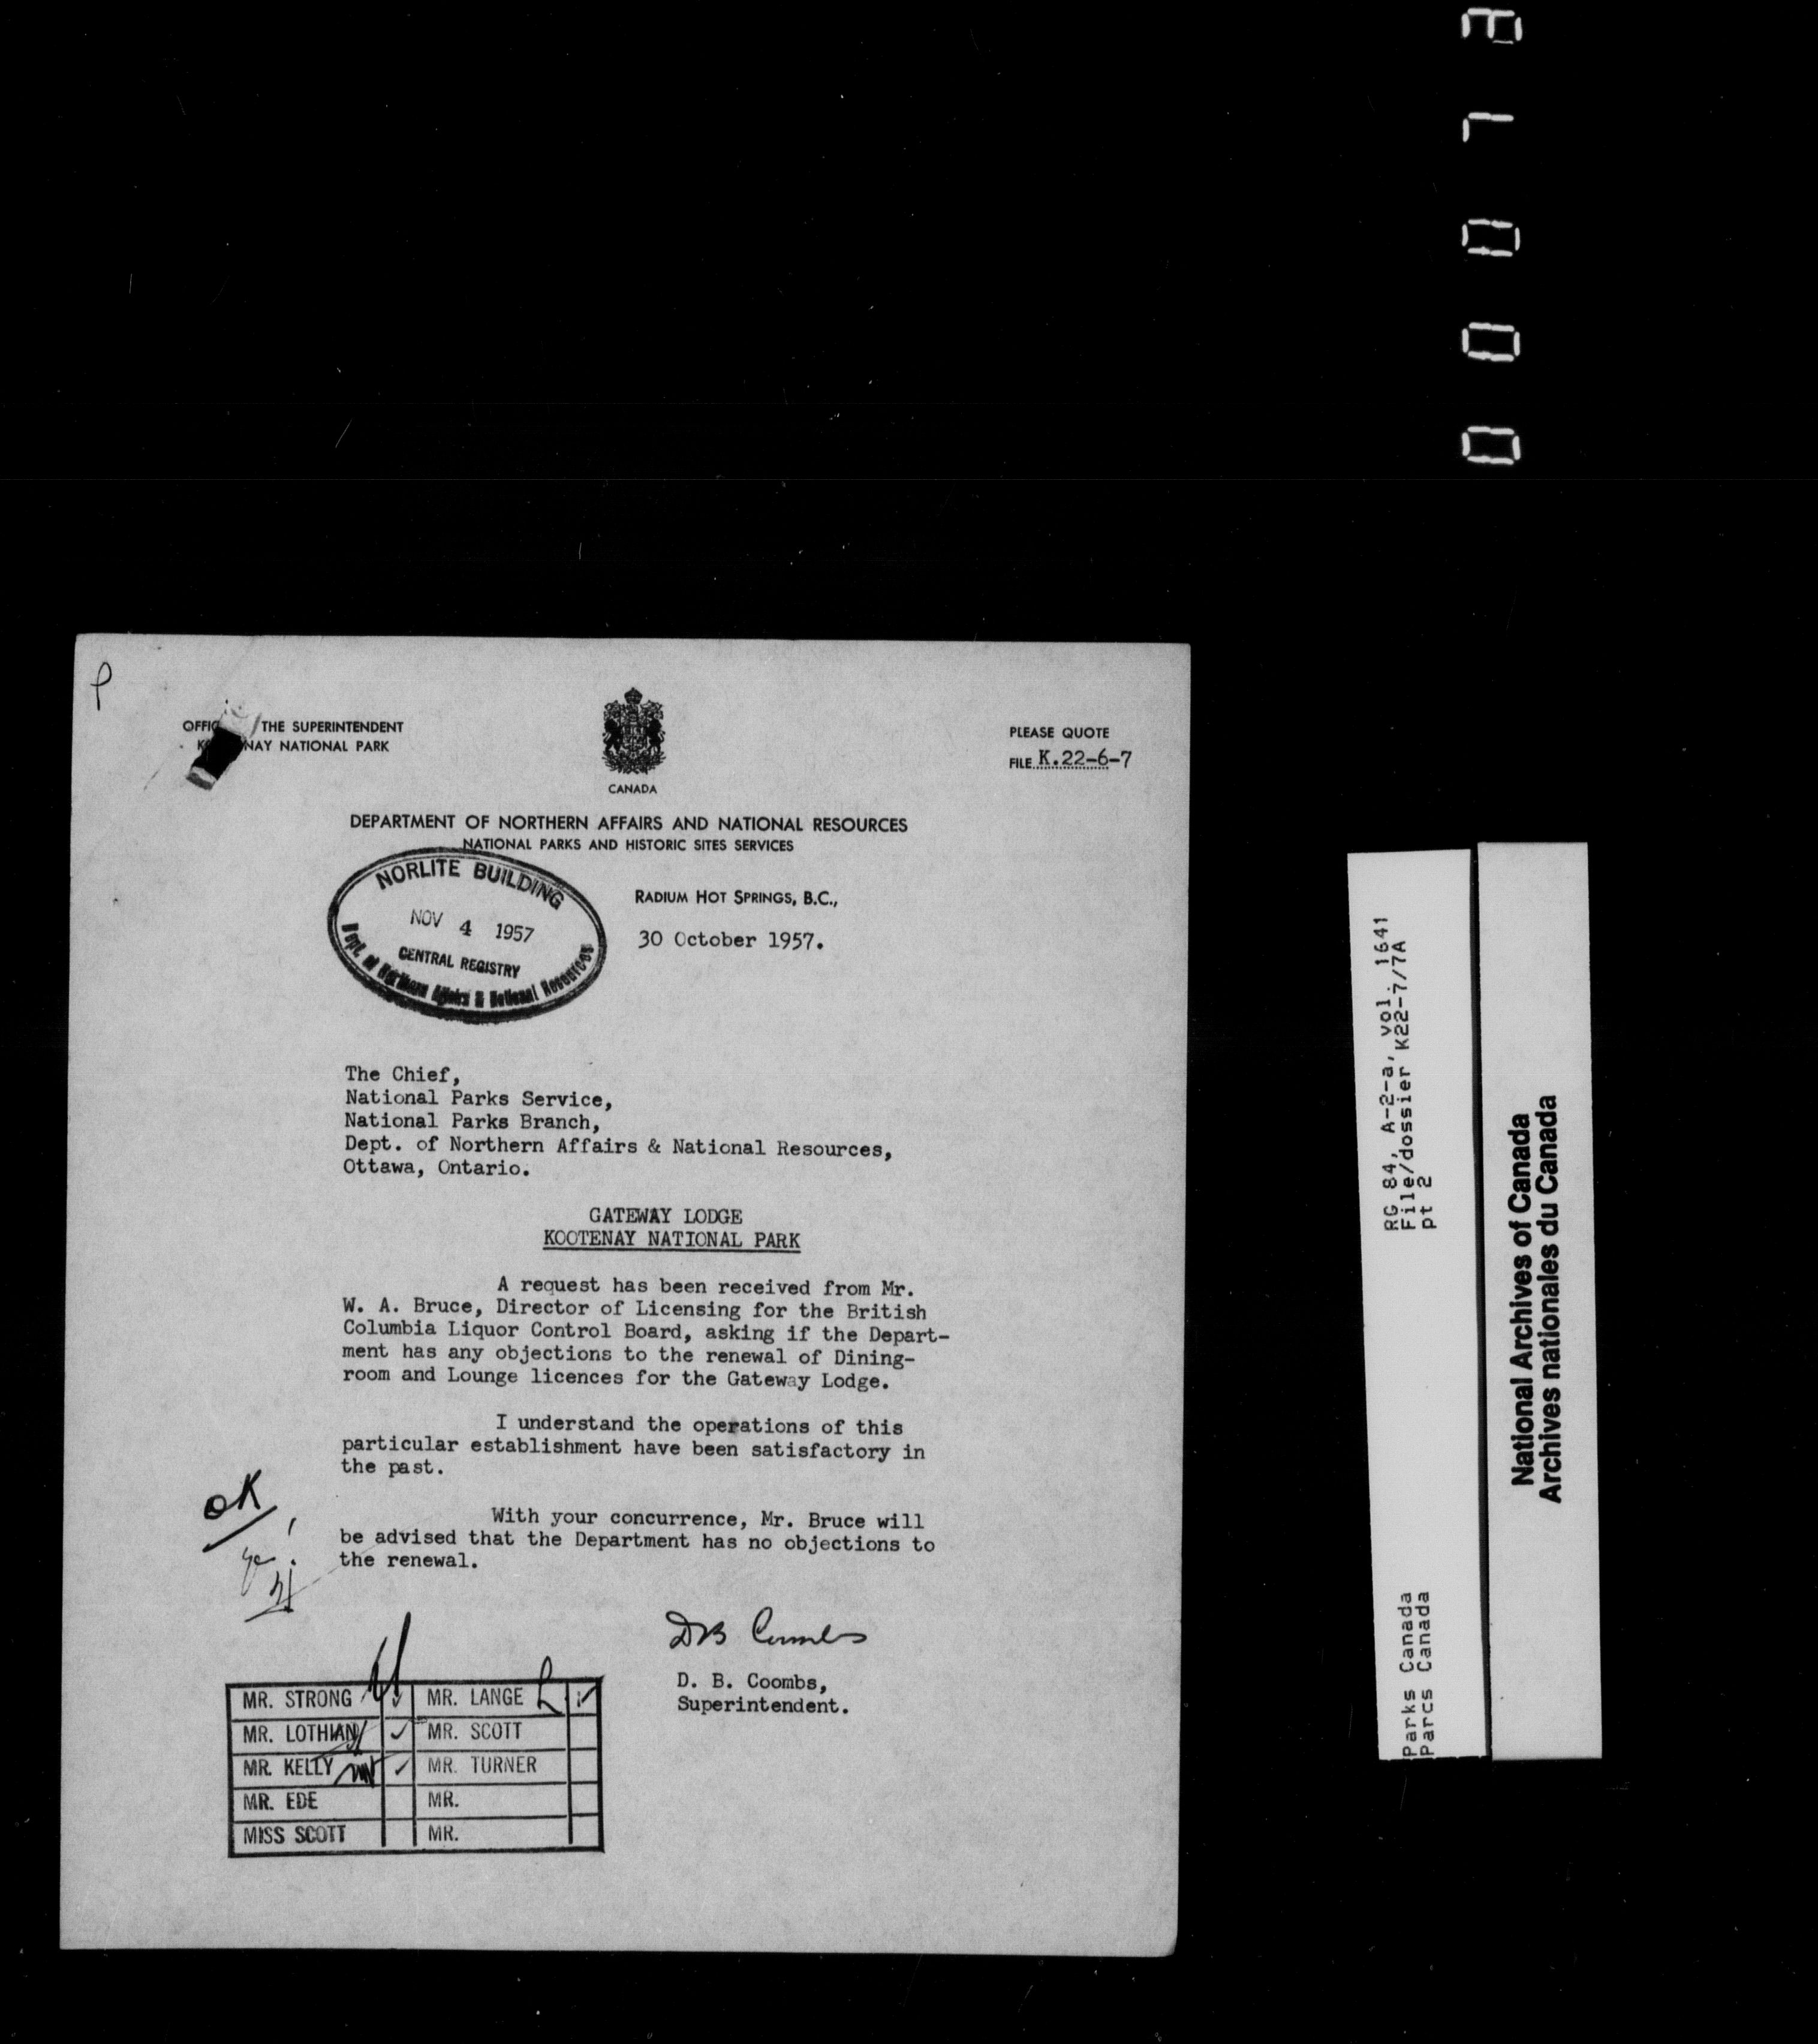 P
OFFIC THE SUPERINTENDENT
K NAY NATIONAL PARK
CANADA
PLEASE QUOTE
FILE K.22-6-7
DEPARTMENT OF NORTHERN AFFAIRS AND NATIONAL RESOURCES
NATIONAL PARKS AND HISTORIC SITES SERVICES
NORLITE BUILDING
NOV 4 1957
CENTRAL REGISTRY
Dept. of Northern Affairs & National Resources
RADIUM HOT SPRINGS, B.C.,
30 October 1957.
The Chief,
National Parks Service,
National Parks Branch,
Dept. of Northern Affairs & National Resources,
Ottawa, Ontario.
GATEWAY LODGE
KOOTENAY NATIONAL PARK
A request has been received from Mr.
W. A. Bruce, Director of Licensing for the British
Columbia Liquor Control Board, asking if the Depart-
ment has any objections to the renewal of Dining-
room and Lounge licences for the Gateway Lodge.
I understand the operations of this
particular establishment have been satisfactory in
the past.
With your concurrence, Mr. Bruce will
be advised that the Department has no objections to
the renewal.
OK
DB Coombs
D. B. Coombs,
Superintendent.
MR. STRONG MR. LANGE
MR. LOTHIAN MR. SCOTT
MR. KELLY MR. TURNER
MR. EDE MR.
MISS SCOTT MR.
RG 84, A-2-a, vol. 1641
File/dossier K22-7/7A
pt 2
Parks Canada
Parcs Canada
National Archives of Canada
Archives nationales du Canada